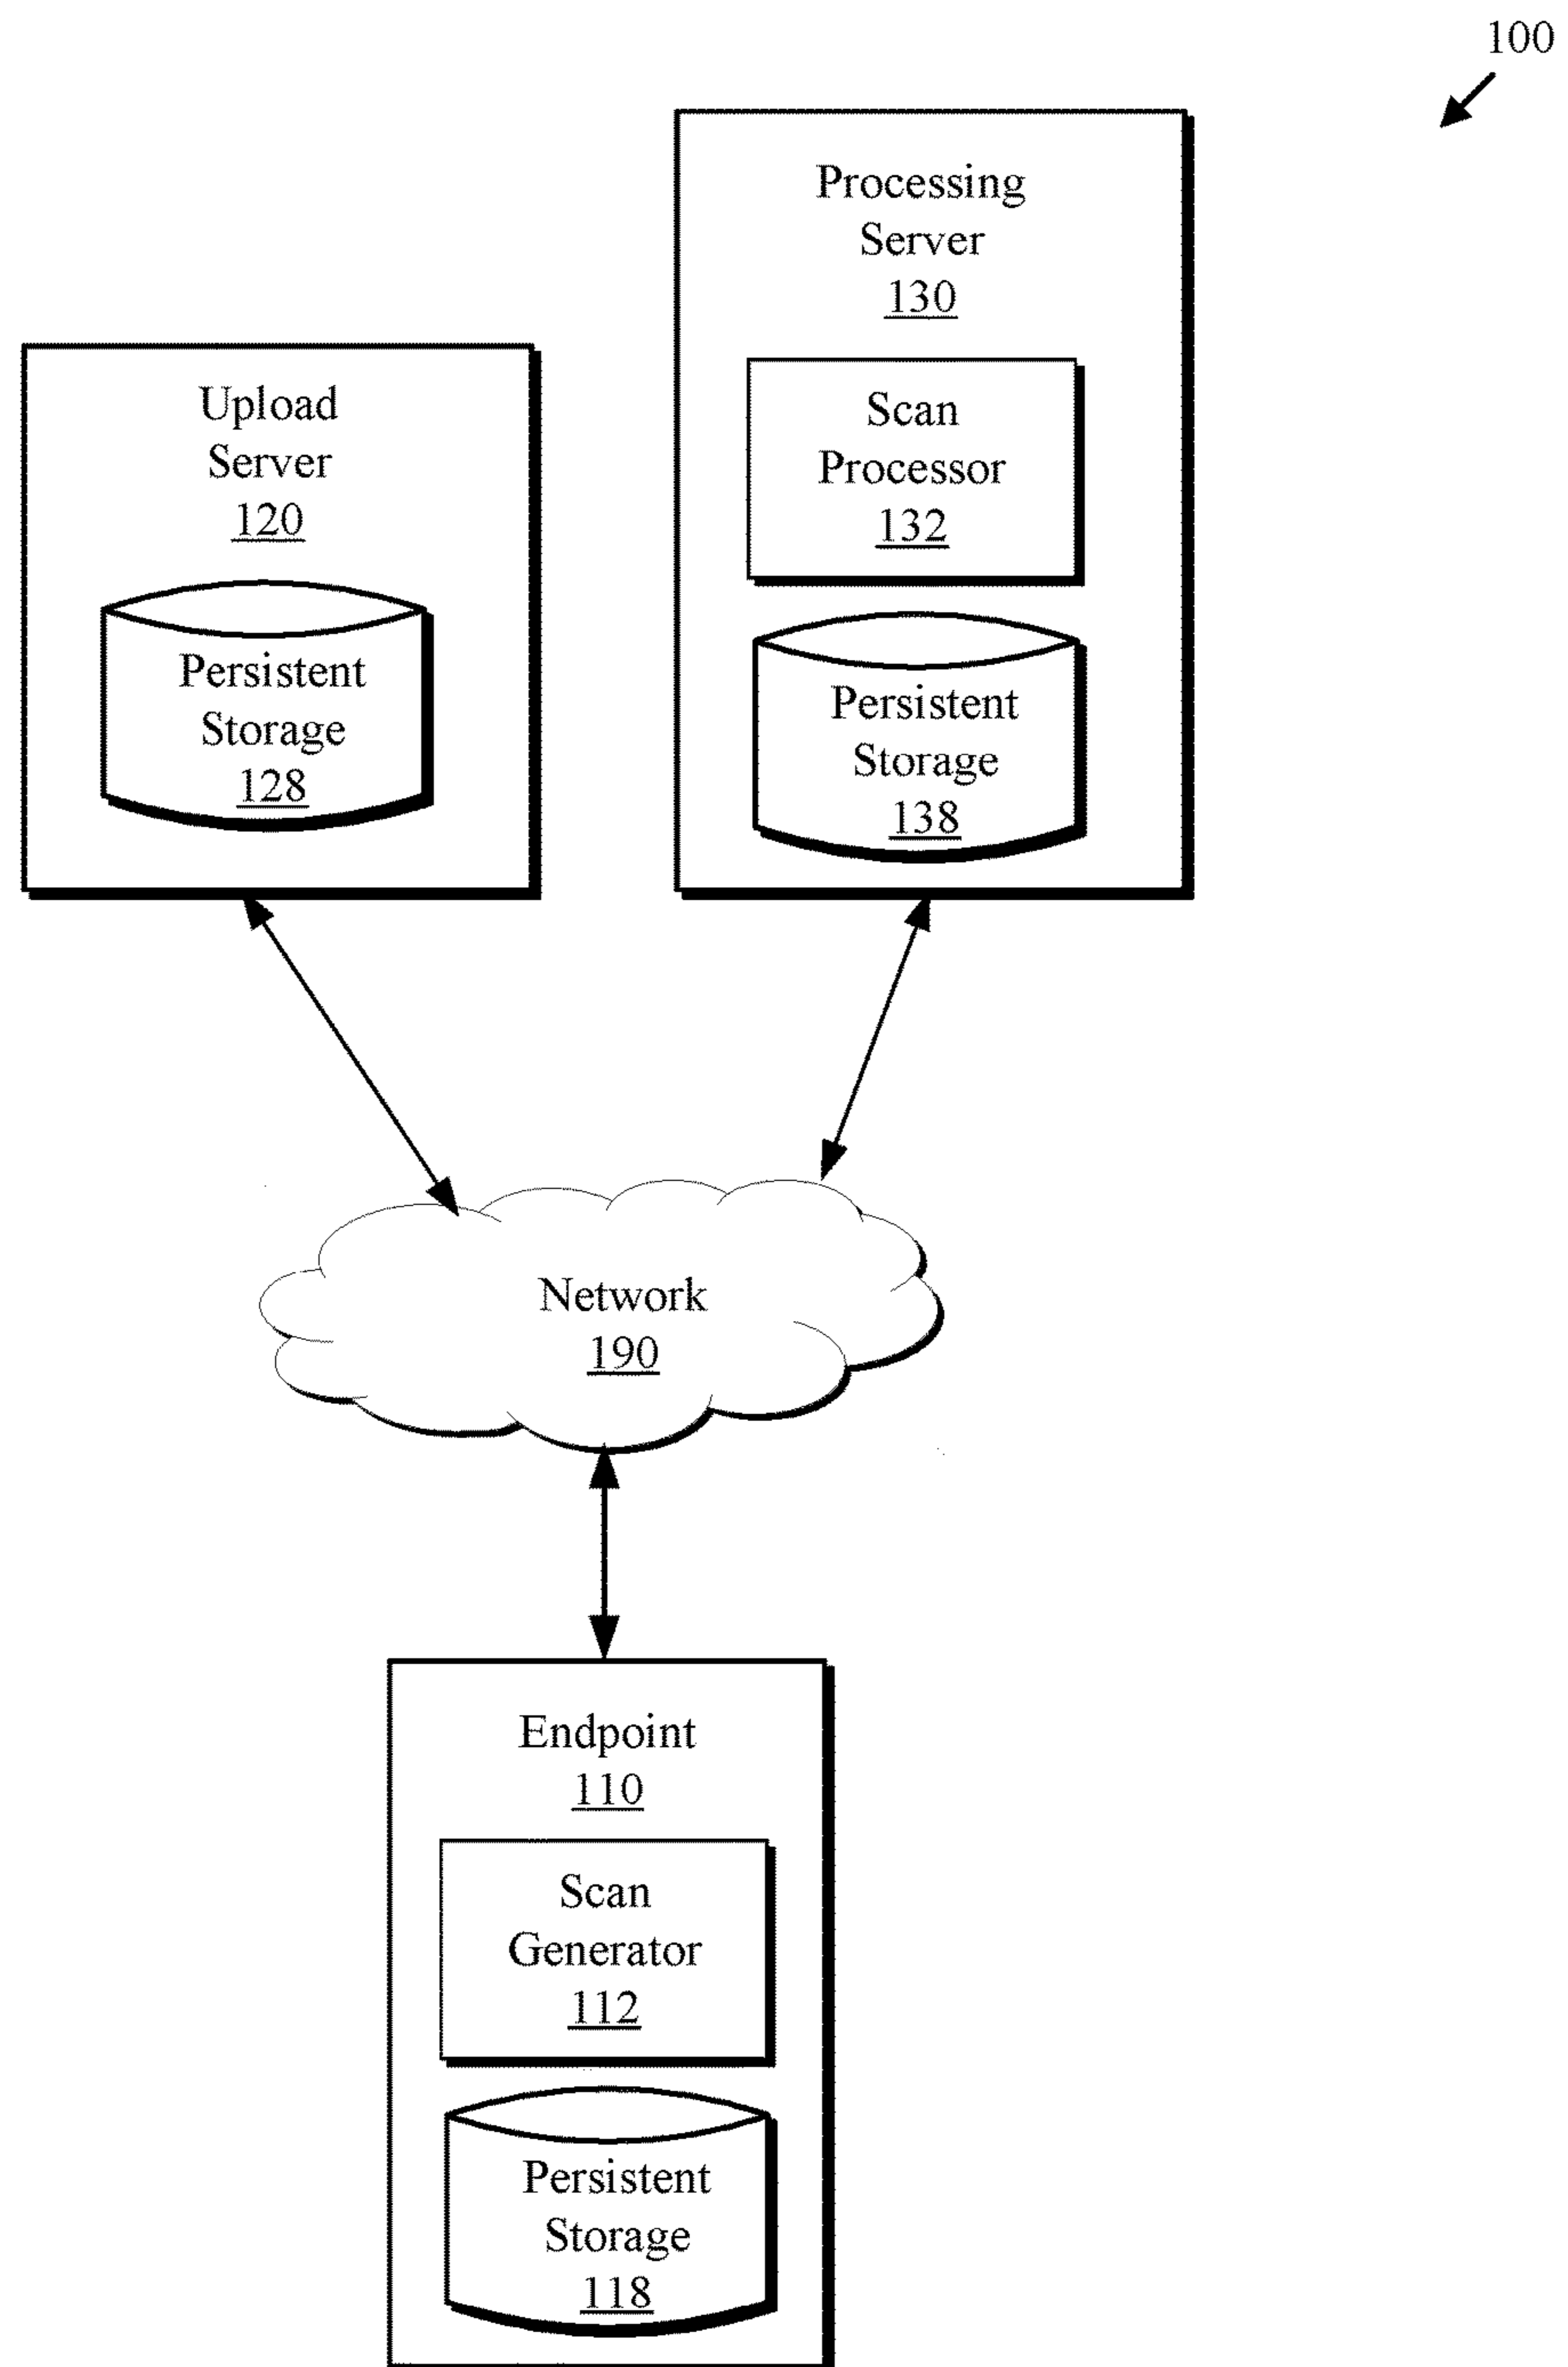 100
Processing
Server
130
Scan
Processor
132
Persistent
Storage
138
Upload
Server
120
Persistent
Storage
128
Network
190
Endpoint
110
Scan
Generator
112
Persistent
Storage
118